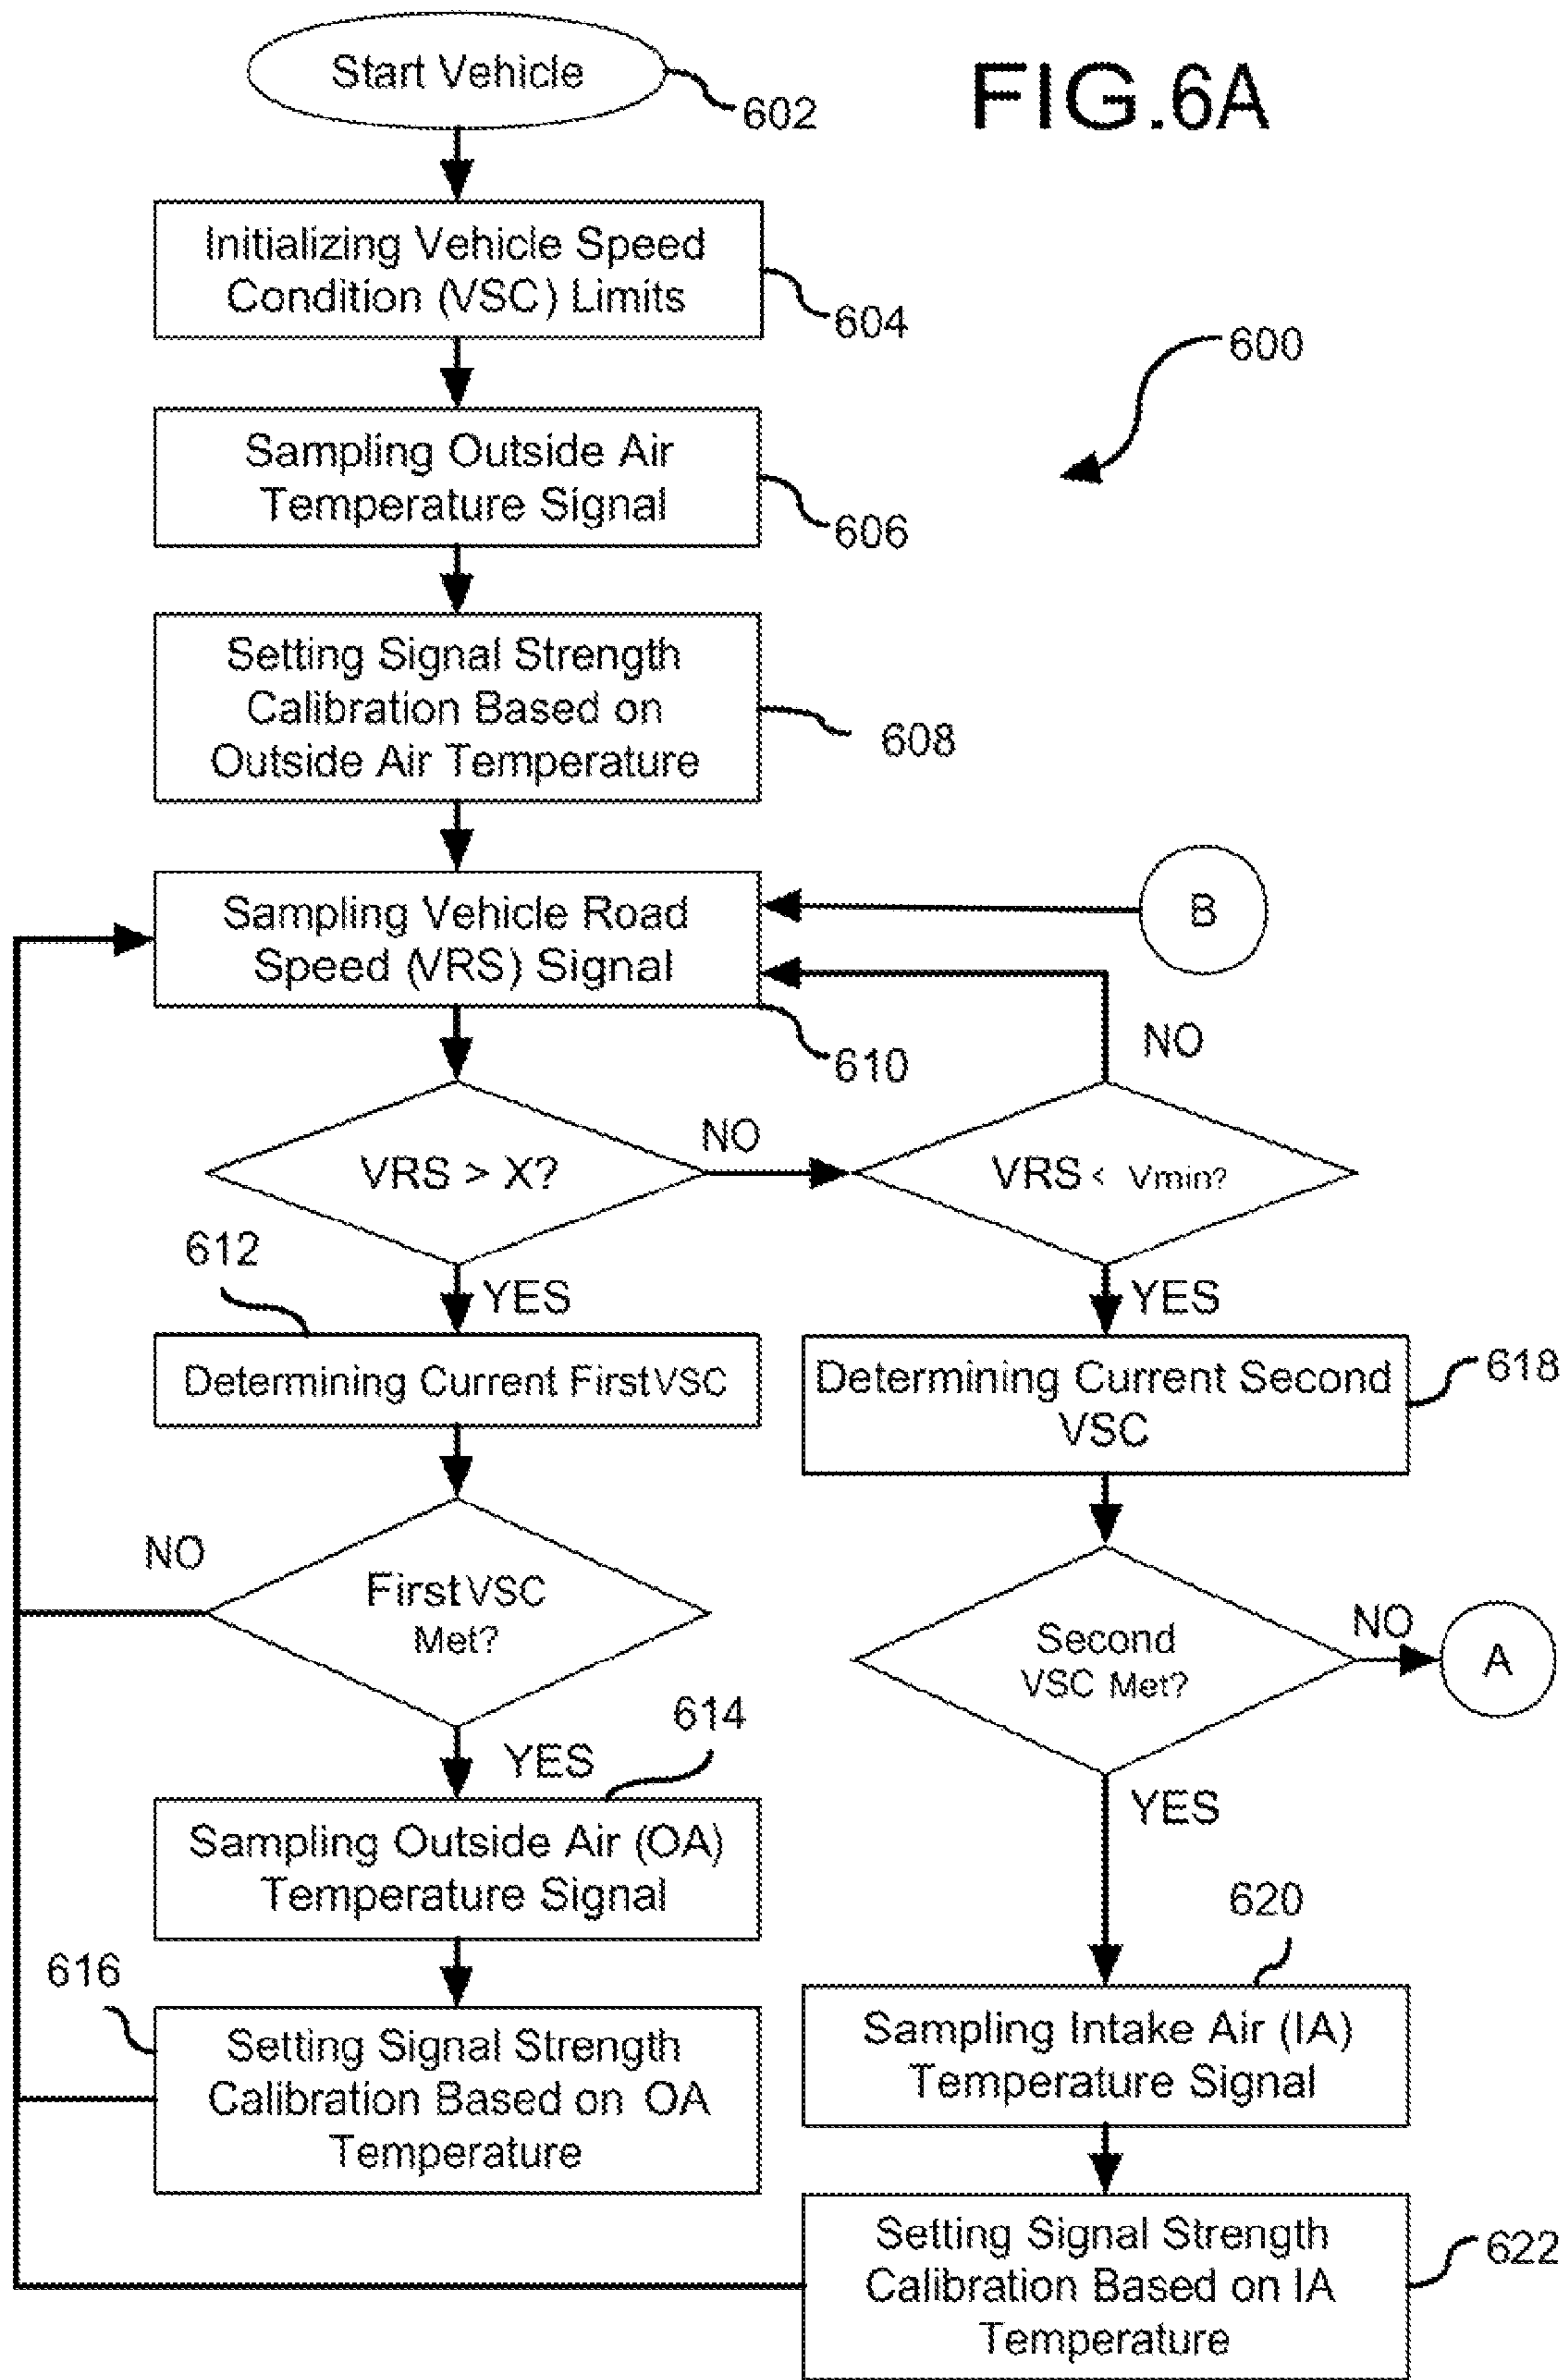 Start Vehicle
602
FIG.6A
Initializing Vehicle Speed
Condition (VSC) Limits
604
600
Sampling Outside Air
Temperature Signal
606
Setting Signal Strength
Calibration Based on
Outside Air Temperature
608
Sampling Vehicle Road
Speed (VRS) Signal
610
B
NO
VRS > X?
NO
VRS < Vmin?
612
YES
YES
Determining Current First VSC
Determining Current Second
VSC
618
NO
First VSC
Met?
Second
VSC Met?
NO
A
614
YES
YES
Sampling Outside Air (OA)
Temperature Signal
620
616
Setting Signal Strength
Calibration Based on OA
Temperature
Sampling Intake Air (IA)
Temperature Signal
Setting Signal Strength
Calibration Based on IA
Temperature
622